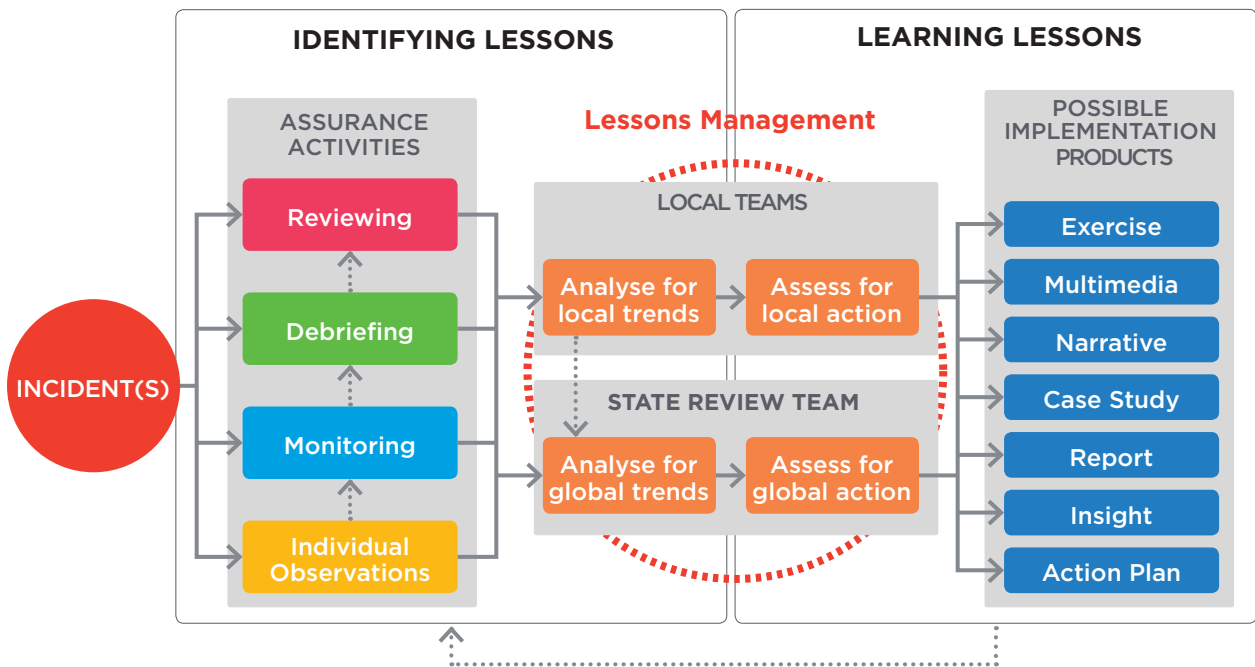 IDENTIFYING LESSONS
LEARNING LESSONS
ASSURANCE
ACTIVITIES
Lessons Management
POSSIBLE
IMPLEMENTATION
PRODUCTS
INCIDENT(S)
Reviewing
Debriefing
Monitoring
Individual
Observations
LOCAL TEAMS
Analyse for
local trends
Assess for
local action
STATE REVIEW TEAM
Analyse for
global trends
Assess for
global action
Exercise
Multimedia
Narrative
Case Study
Report
Insight
Action Plan